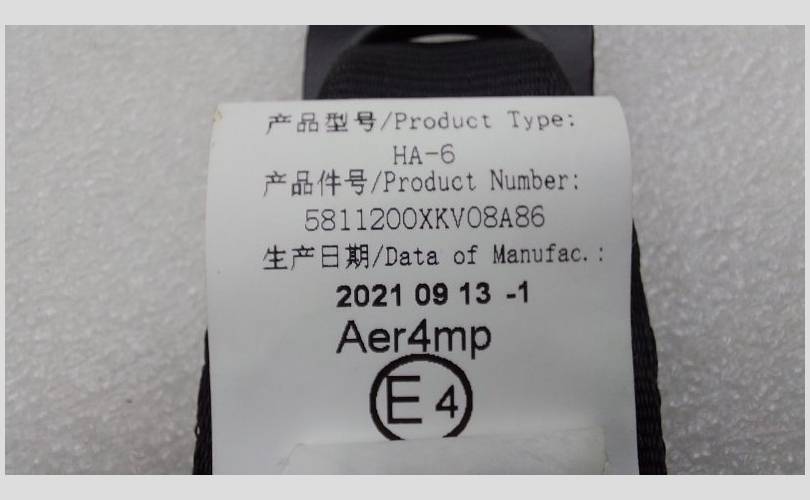 产品型号/Product Type:
HA-6
产品件号/Product Number:
5811200XKV08A86
生产日期/Data of Manufac.:
2021 09 13 -1
Aer4mp
E 4